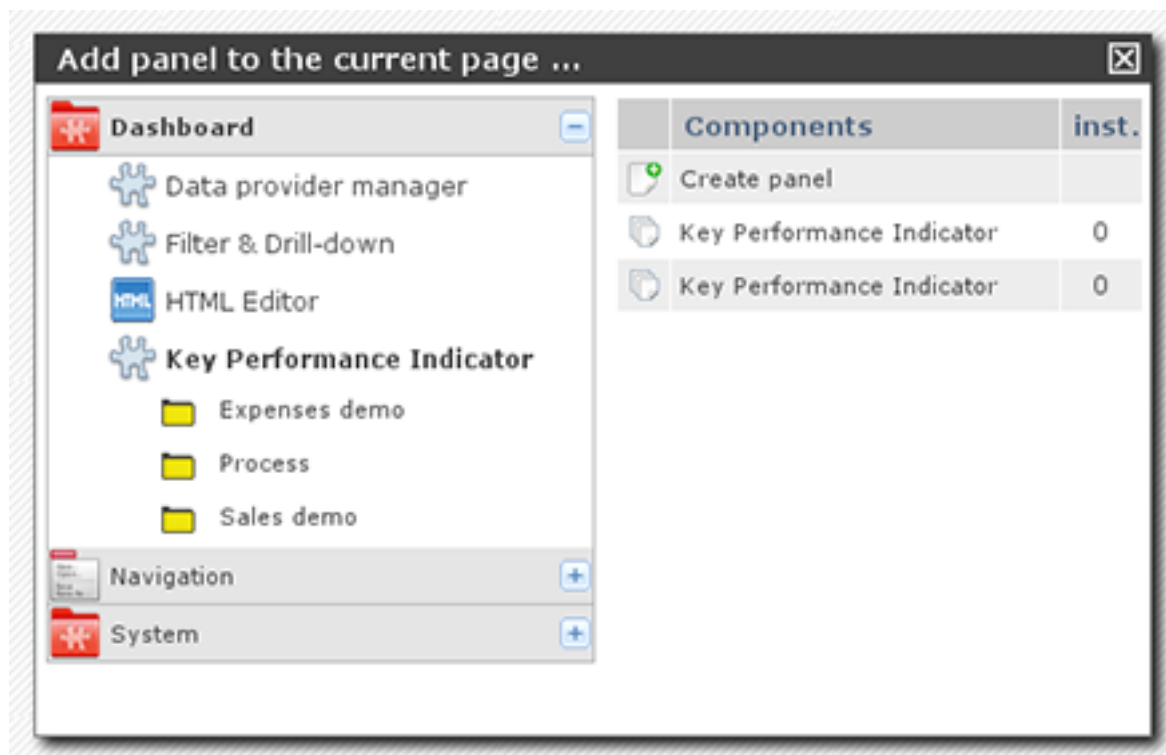 Add panel to the current page ...
Dashboard
Data provider manager
Filter & Drill-down
HTML
HTML Editor
Key Performance Indicator
Expenses demo
Process
Sales demo
Navigation
System
Components inst.
Create panel
Key Performance Indicator 0
Key Performance Indicator 0